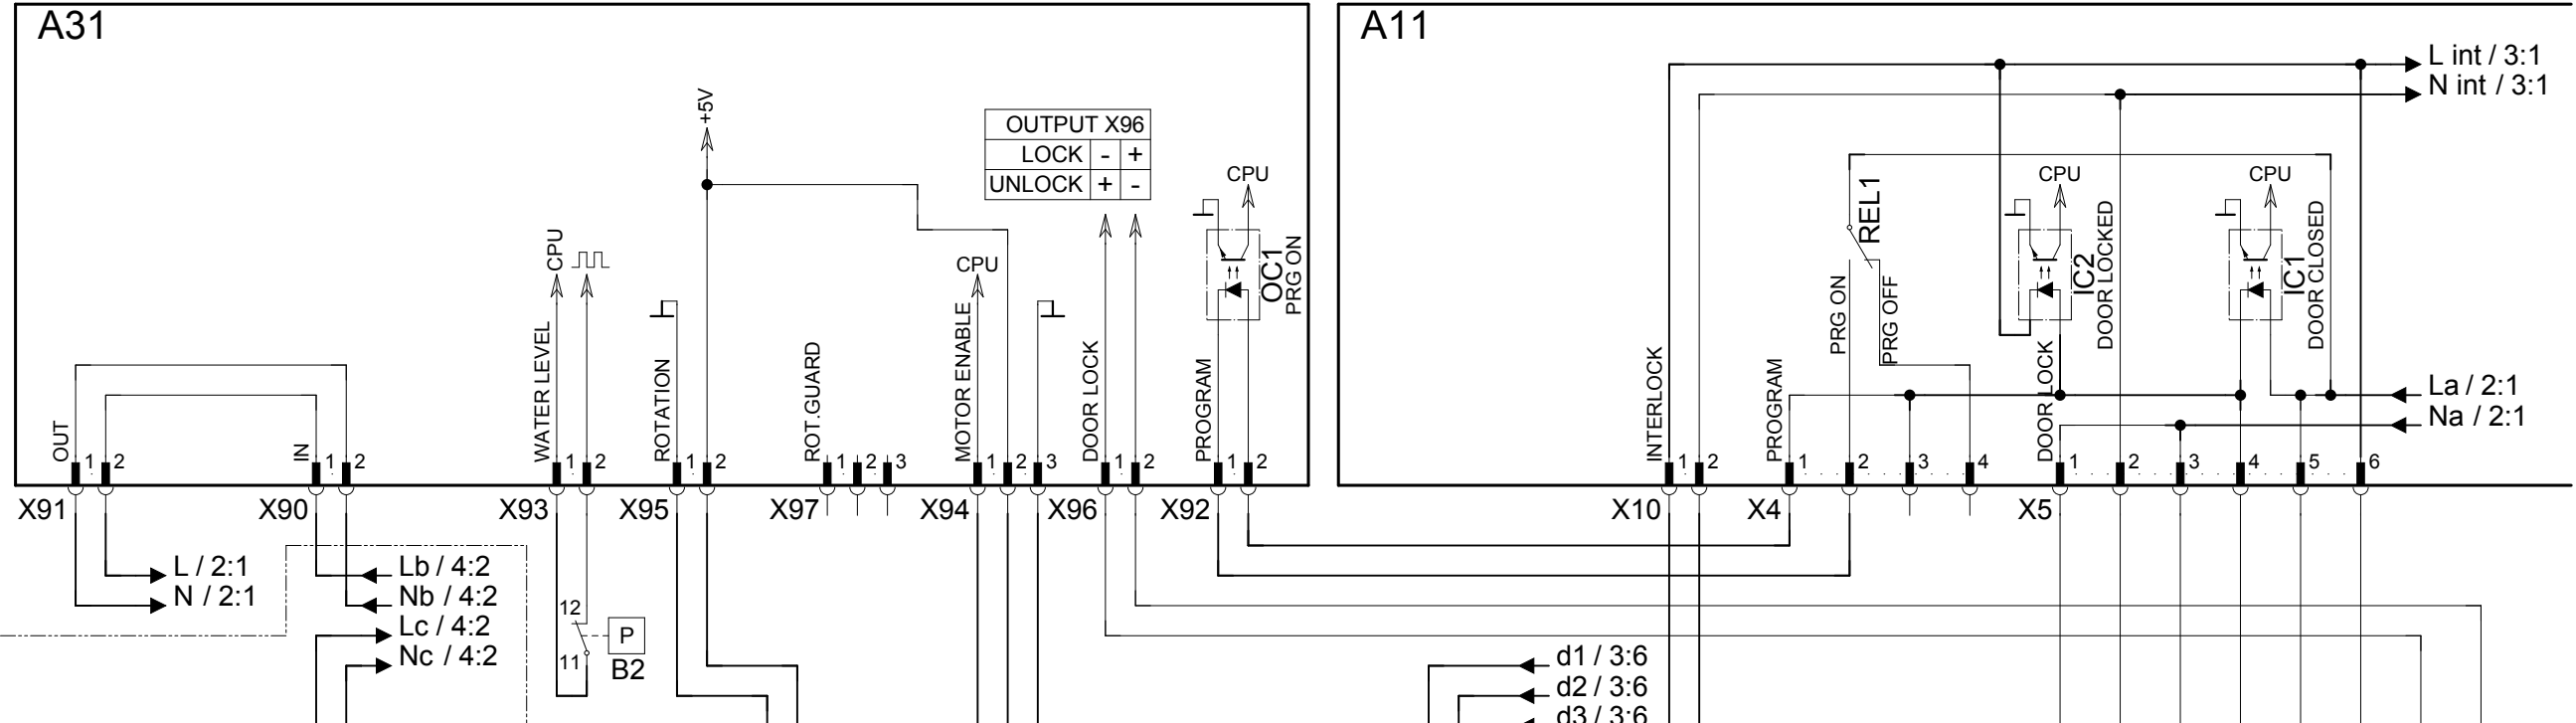 A31
A11
L int / 3:1
N int / 3:1
+5V
OUTPUT X96
LOCK - +
UNLOCK + -
CPU
CPU
CPU
CPU
CPU
REL1
OC1
PRG ON
IC2
DOOR LOCKED
IC1
DOOR CLOSED
PRG ON
PRG OFF
OUT
IN
WATER LEVEL
ROTATION
ROT.GUARD
MOTOR ENABLE
DOOR LOCK
PROGRAM
INTERLOCK
PROGRAM
DOOR LOCK
La / 2:1
Na / 2:1
1 2
1 2
1 2
1 2
1 2 3
1 2 3
1 2
1 2
1 2
1 2 3 4
1 2 3 4 5 6
X91
X90
X93
X95
X97
X94
X96
X92
X10
X4
X5
L / 2:1
N / 2:1
Lb / 4:2
Nb / 4:2
Lc / 4:2
Nc / 4:2
12
11
P
B2
d1 / 3:6
d2 / 3:6
d3 / 3:6